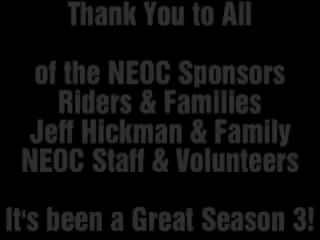 Thank You to All
of the NEOC Sponsors
Riders & Families
Jeff Hickman & Family
NEOC Staff & Volunteers
It's been a Great Season 3!